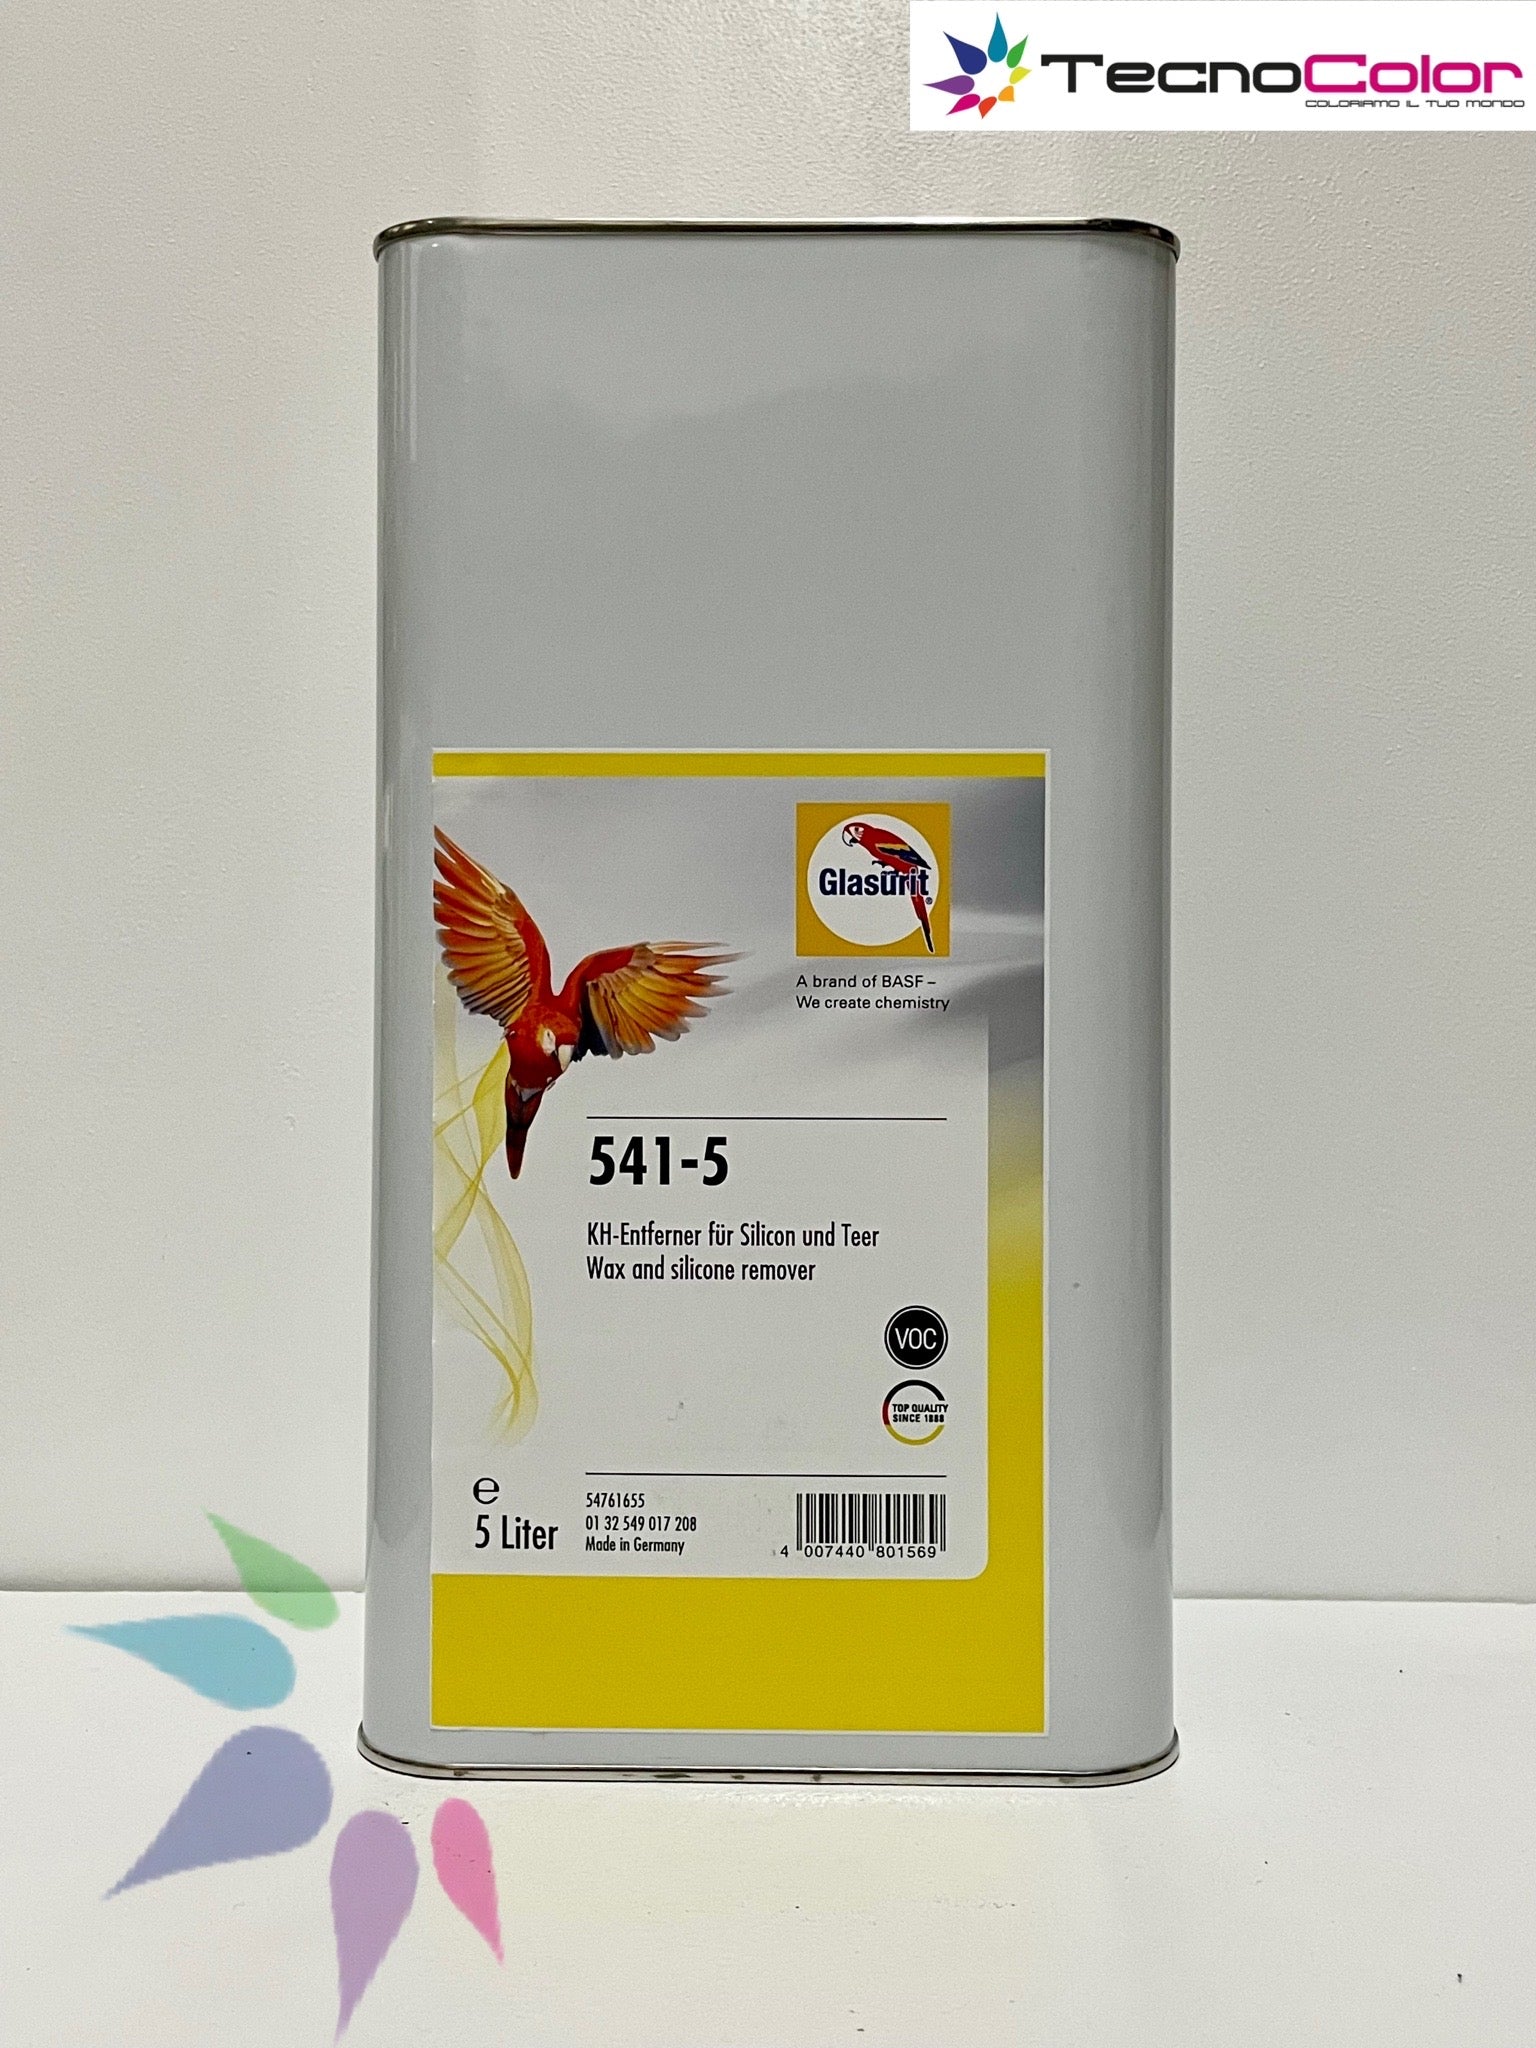 TecnoColor
COLORIAMO IL TUO MONDO
Glasurit®
A brand of BASF –
We create chemistry
541-5
KH-Entferner für Silicon und Teer
Wax and silicone remover
VOC
TOP QUALITY
SINCE 1888
℮
5 Liter
54761655
01 32 549 017 208
Made in Germany
4 007440 801569